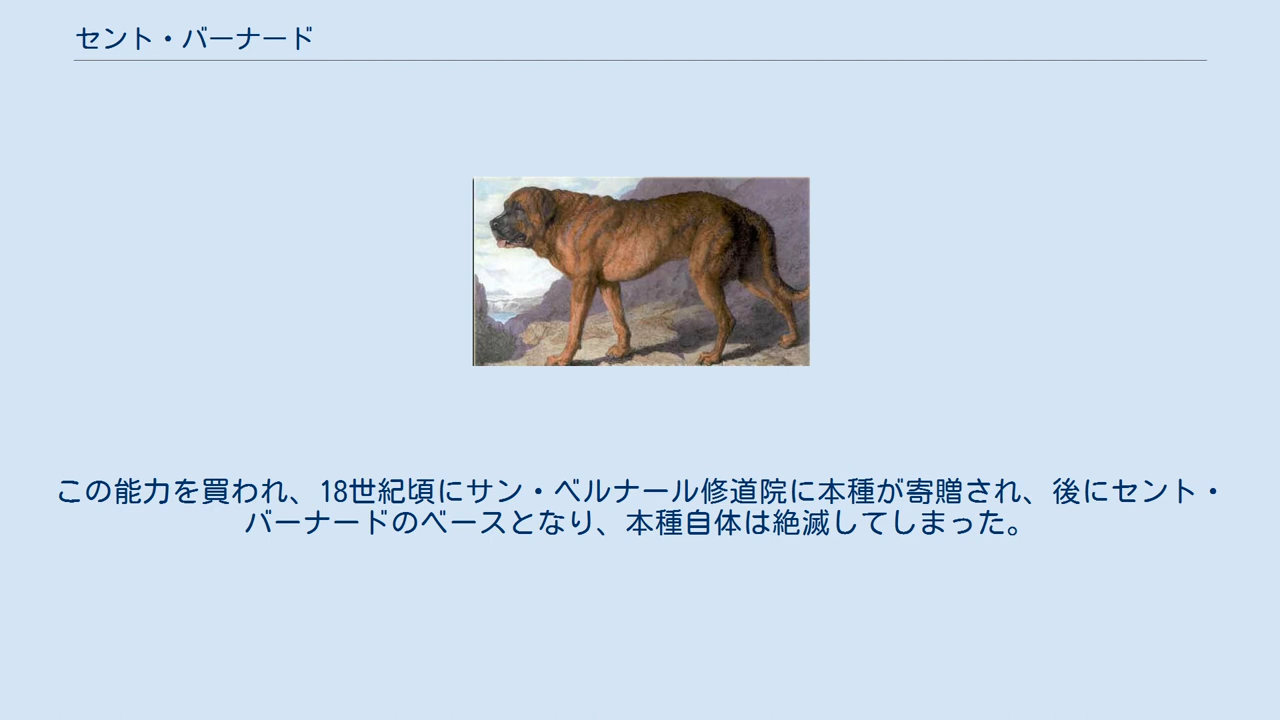 セント・バーナード
この能力を買われ、18世紀頃にサン・ベルナール修道院に本種が寄贈され、後にセント・
バーナードのベースとなり、本種自体は絶滅してしまった。